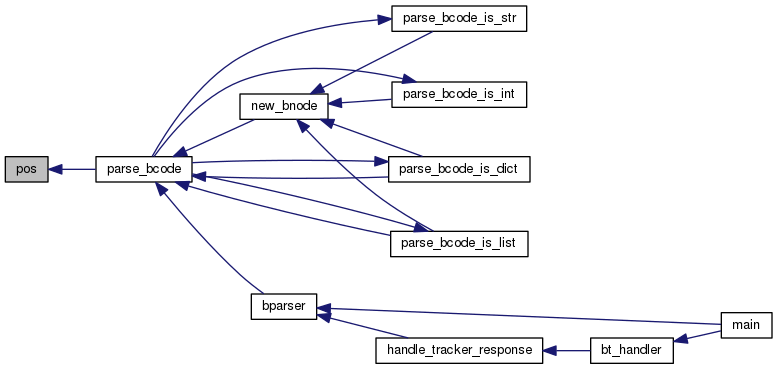 parse_bcode_is_str
parse_bcode_is_int
new_bnode
pos
parse_bcode
parse_bcode_is_dict
parse_bcode_is_list
bparser
main
handle_tracker_response
bt_handler